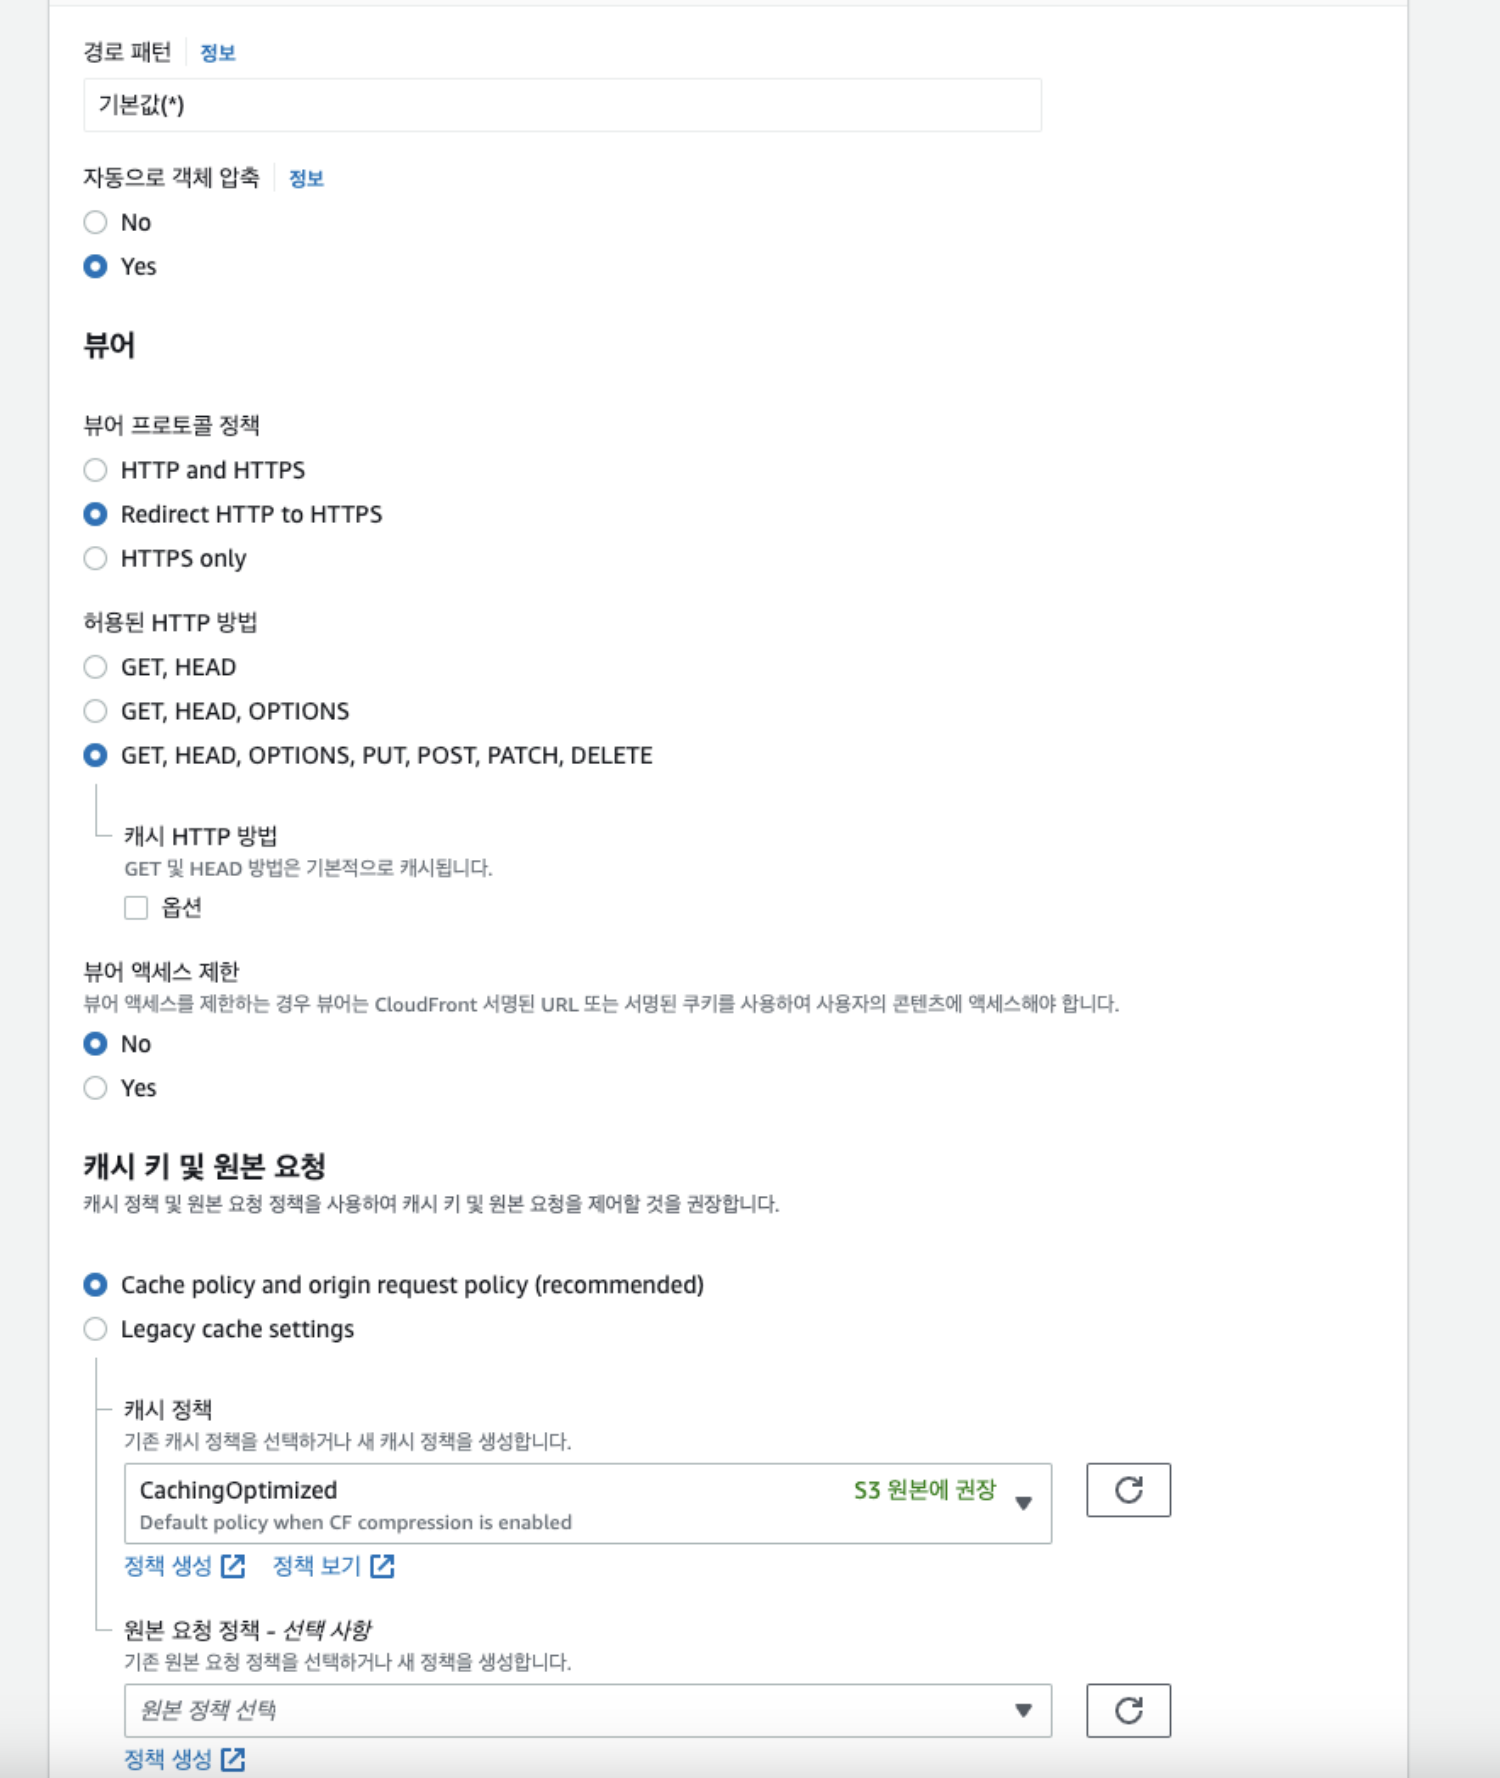 경로 패턴 정보
기본값(*)
자동으로 객체 압축 정보
No
Yes
뷰어
뷰어 프로토콜 정책
HTTP and HTTPS
Redirect HTTP to HTTPS
HTTPS only
허용된 HTTP 방법
GET, HEAD
GET, HEAD, OPTIONS
GET, HEAD, OPTIONS, PUT, POST, PATCH, DELETE
캐시 HTTP 방법
GET 및 HEAD 방법은 기본적으로 캐시됩니다.
옵션
뷰어 액세스 제한
뷰어 액세스를 제한하는 경우 뷰어는 CloudFront 서명된 URL 또는 서명된 쿠키를 사용하여 사용자의 콘텐츠에 액세스해야 합니다.
No
Yes
캐시 키 및 원본 요청
캐시 정책 및 원본 요청 정책을 사용하여 캐시 키 및 원본 요청을 제어할 것을 권장합니다.
Cache policy and origin request policy (recommended)
Legacy cache settings
캐시 정책
기존 캐시 정책을 선택하거나 새 캐시 정책을 생성합니다.
CachingOptimized S3 원본에 권장
Default policy when CF compression is enabled
정책 생성 정책 보기
원본 요청 정책 - 선택 사항
기존 원본 요청 정책을 선택하거나 새 정책을 생성합니다.
원본 정책 선택
정책 생성